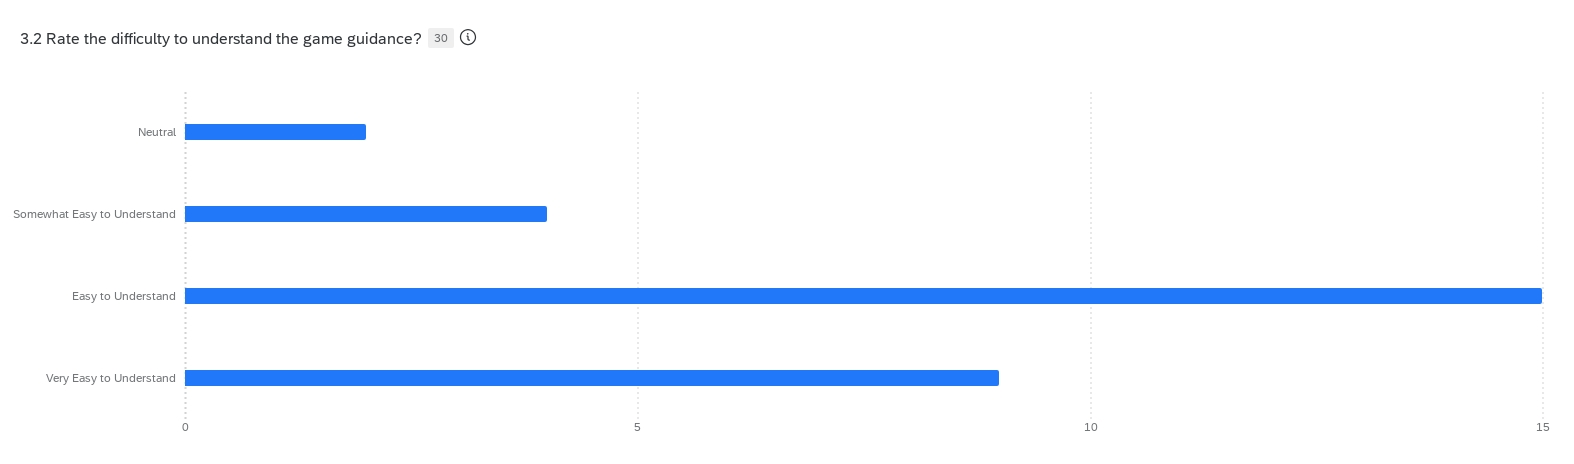 3.2 Rate the difficulty to understand the game guidance? 30
Neutral
Somewhat Easy to Understand
Easy to Understand
Very Easy to Understand
0 5 10 15